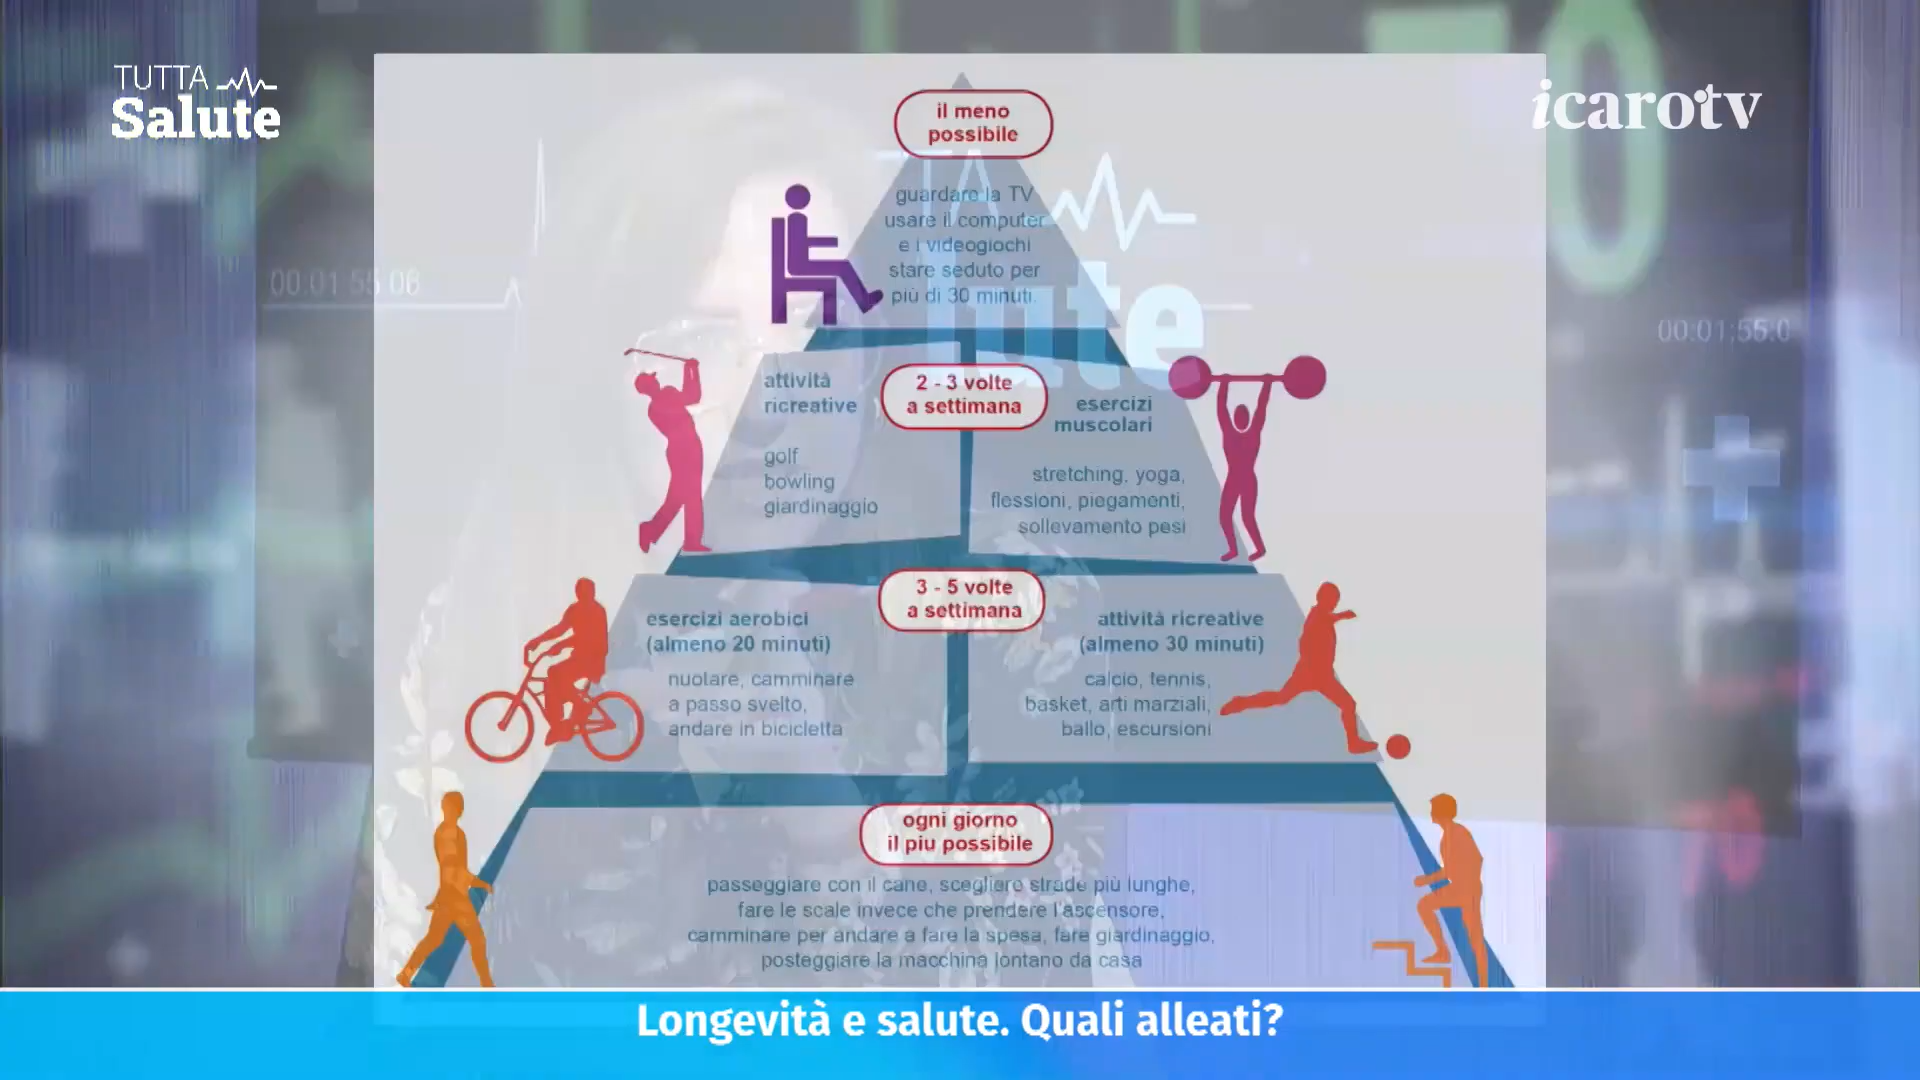 TUTTA
Salute
icarotv
il meno
possibile
guardare la TV
usare il computer
e i videogiochi
stare seduto per
più di 30 minuti.
attività
ricreative
golf
bowling
giardinaggio
2 - 3 volte
a settimana
esercizi
muscolari
stretching, yoga,
flessioni, piegamenti,
sollevamento pesi
3 - 5 volte
a settimana
esercizi aerobici
(almeno 20 minuti)
nuotare, camminare
a passo svelto,
andare in bicicletta
attività ricreative
(almeno 30 minuti)
calcio, tennis,
basket, arti marziali,
ballo, escursioni
ogni giorno
il piu possibile
passeggiare con il cane, scegliere strade più lunghe,
fare le scale invece che prendere l'ascensore,
camminare per andare a fare la spesa, fare giardinaggio,
posteggiare la macchina lontano da casa
Longevità e salute. Quali alleati?